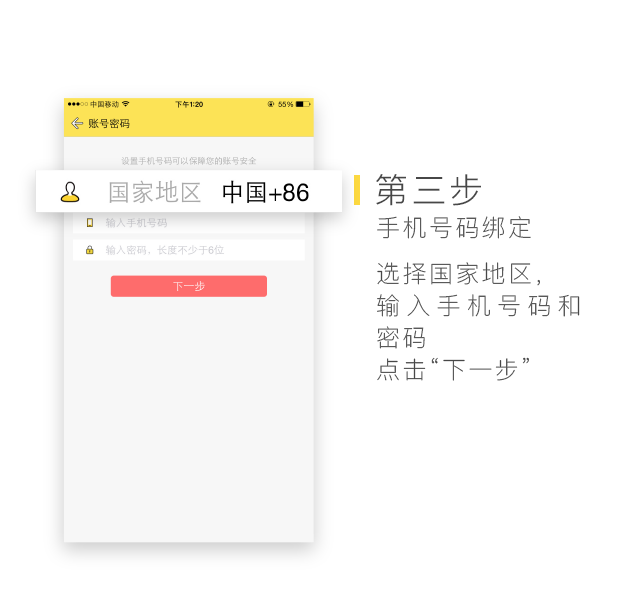 中国移动 下午1:20 55%
账号密码
设置手机号码可以保障您的账号安全
国家地区 中国+86
输入手机号码
输入密码，长度不少于6位
下一步
第三步
手机号码绑定
选择国家地区，
输入手机号码和
密码
点击“下一步”